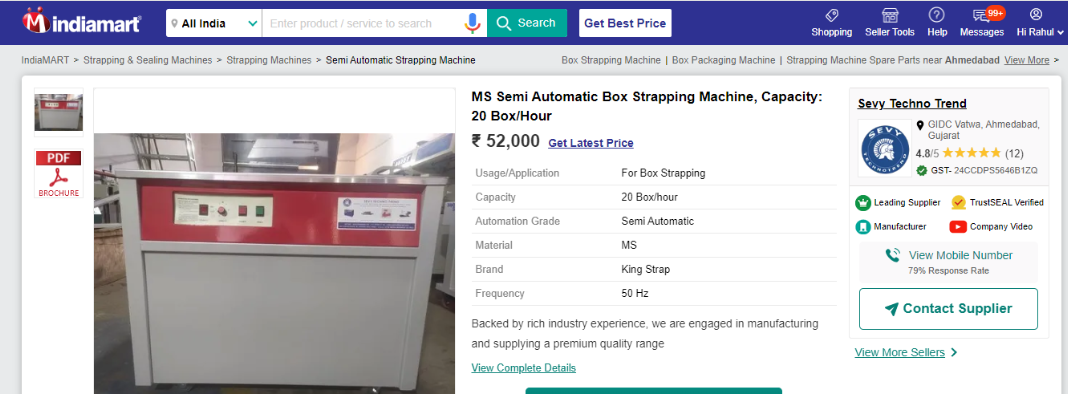 indiamart
All India
Enter product / service to search
Search
Get Best Price
Shopping
Seller Tools
Help
99+
Messages
Hi Rahul
IndiaMART > Strapping & Sealing Machines > Strapping Machines > Semi Automatic Strapping Machine
Box Strapping Machine | Box Packaging Machine | Strapping Machine Spare Parts near Ahmedabad View More >
PDF
BROCHURE
MS Semi Automatic Box Strapping Machine, Capacity:
20 Box/Hour
₹ 52,000 Get Latest Price
Usage/Application For Box Strapping
Capacity 20 Box/hour
Automation Grade Semi Automatic
Material MS
Brand King Strap
Frequency 50 Hz
Backed by rich industry experience, we are engaged in manufacturing
and supplying a premium quality range
View Complete Details
Sevy Techno Trend
SEVY
TECHNOTREND
GIDC Vatwa, Ahmedabad,
Gujarat
4.8/5 (12)
GST- 24CCDPS5646B1ZQ
Leading Supplier
TrustSEAL Verified
Manufacturer
Company Video
View Mobile Number
79% Response Rate
Contact Supplier
View More Sellers >